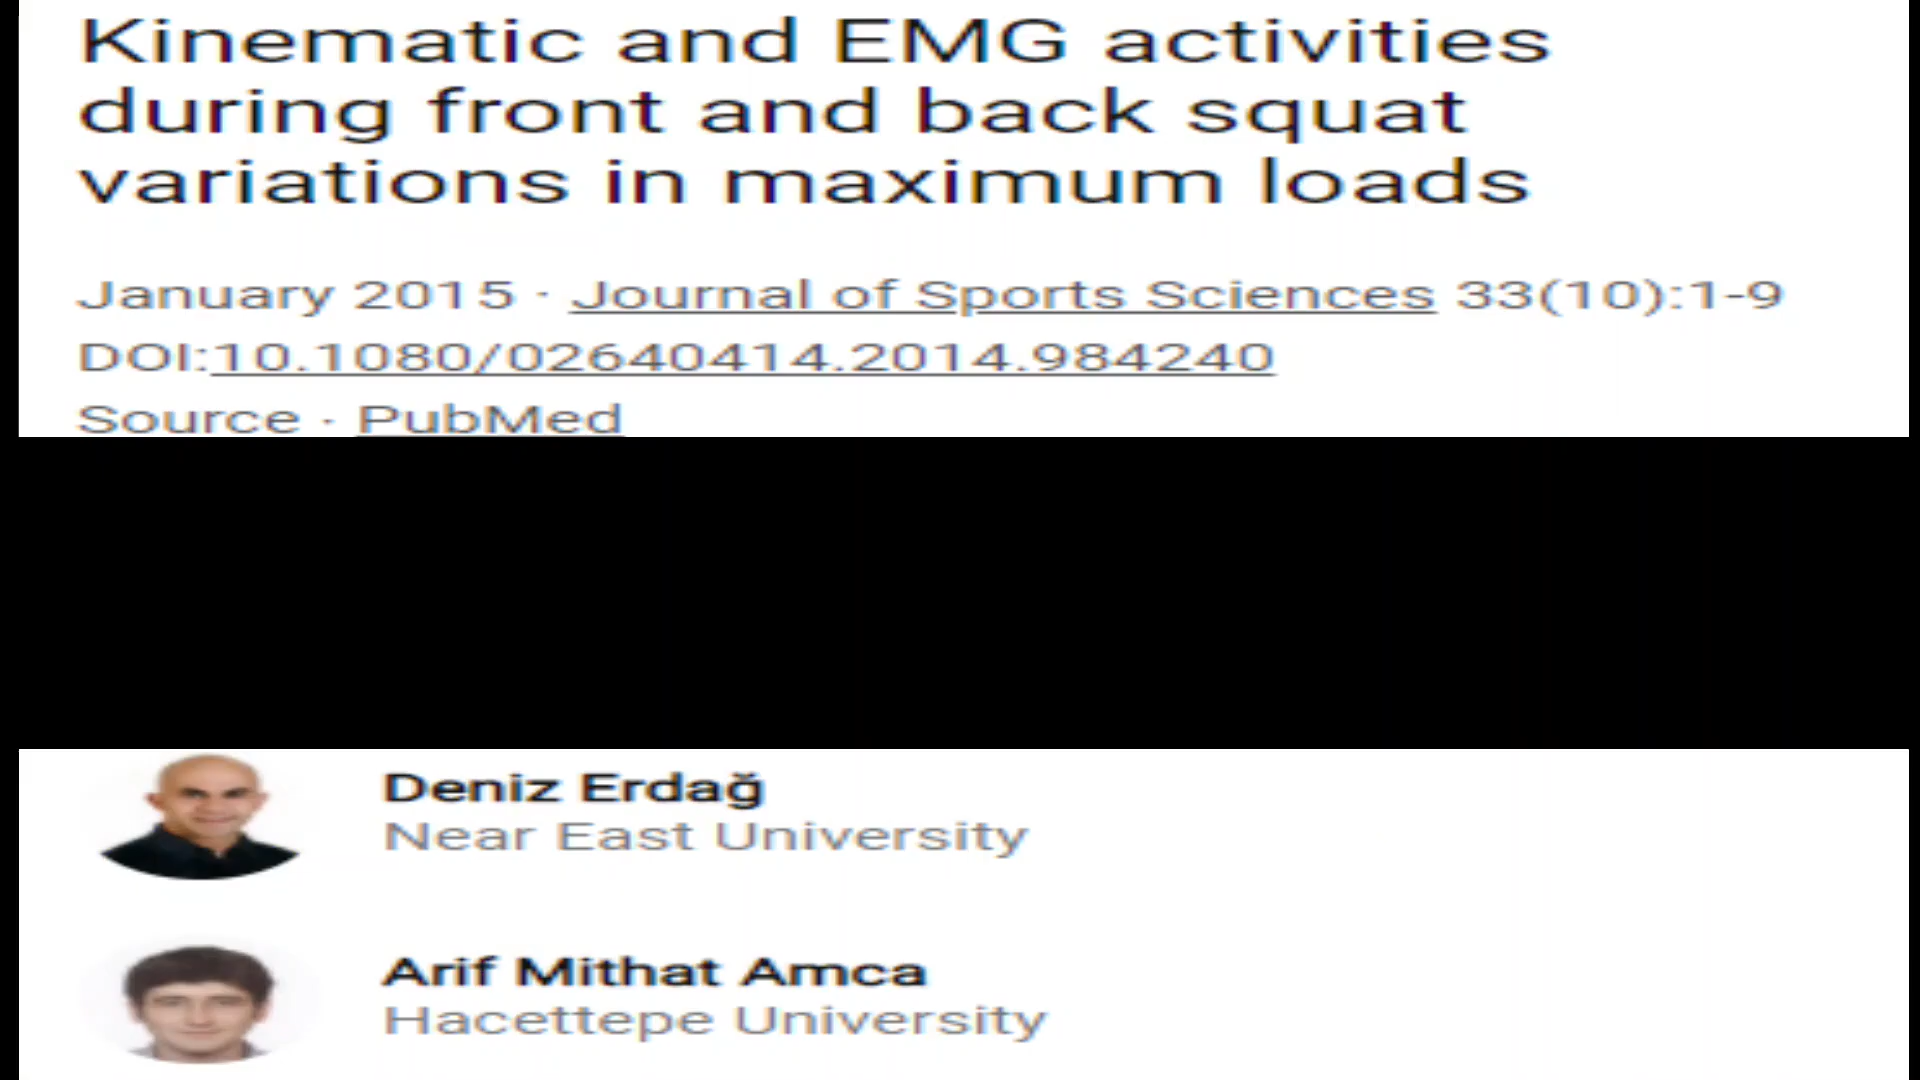 Kinematic and EMG activities
during front and back squat
variations in maximum loads
January 2015 · Journal of Sports Sciences 33(10):1-9
DOI:10.1080/02640414.2014.984240
Source · PubMed
Deniz Erdağ
Near East University
Arif Mithat Amca
Hacettepe University